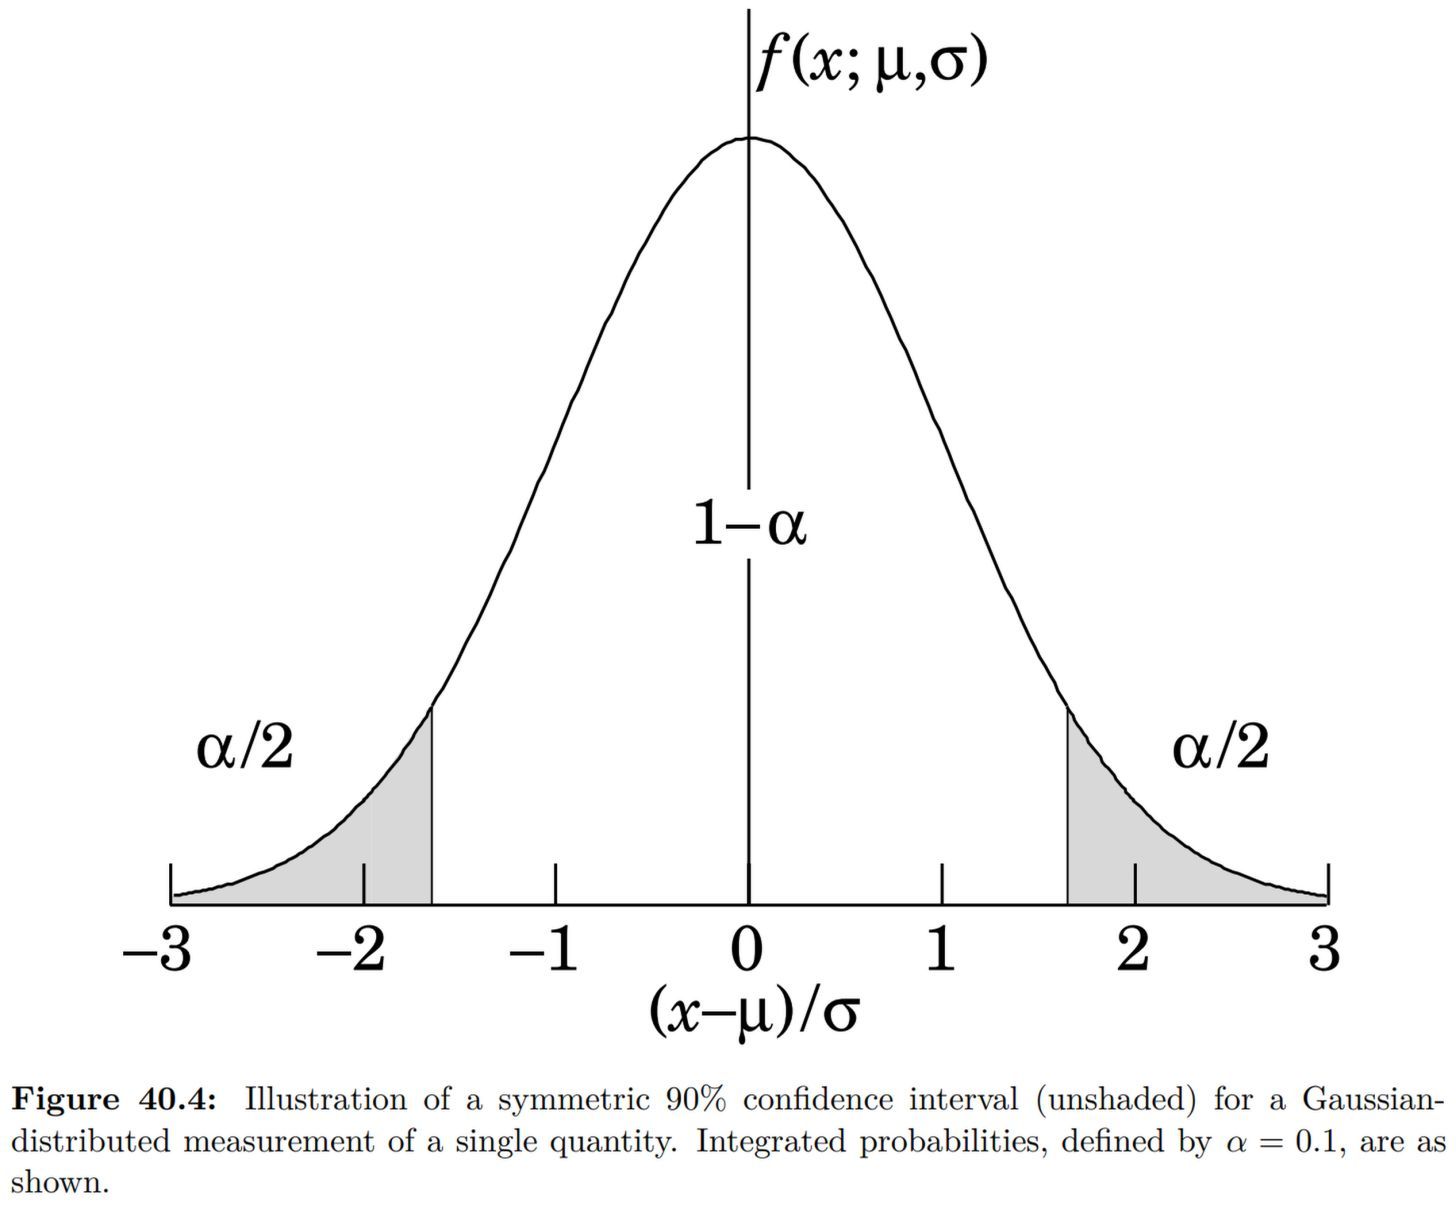 f(x; μ,σ)
1–α
α/2 α/2
–3 –2 –1 0 1 2 3
(x–μ)/σ
Figure 40.4: Illustration of a symmetric 90% confidence interval (unshaded) for a Gaussian-
distributed measurement of a single quantity. Integrated probabilities, defined by α = 0.1, are as
shown.